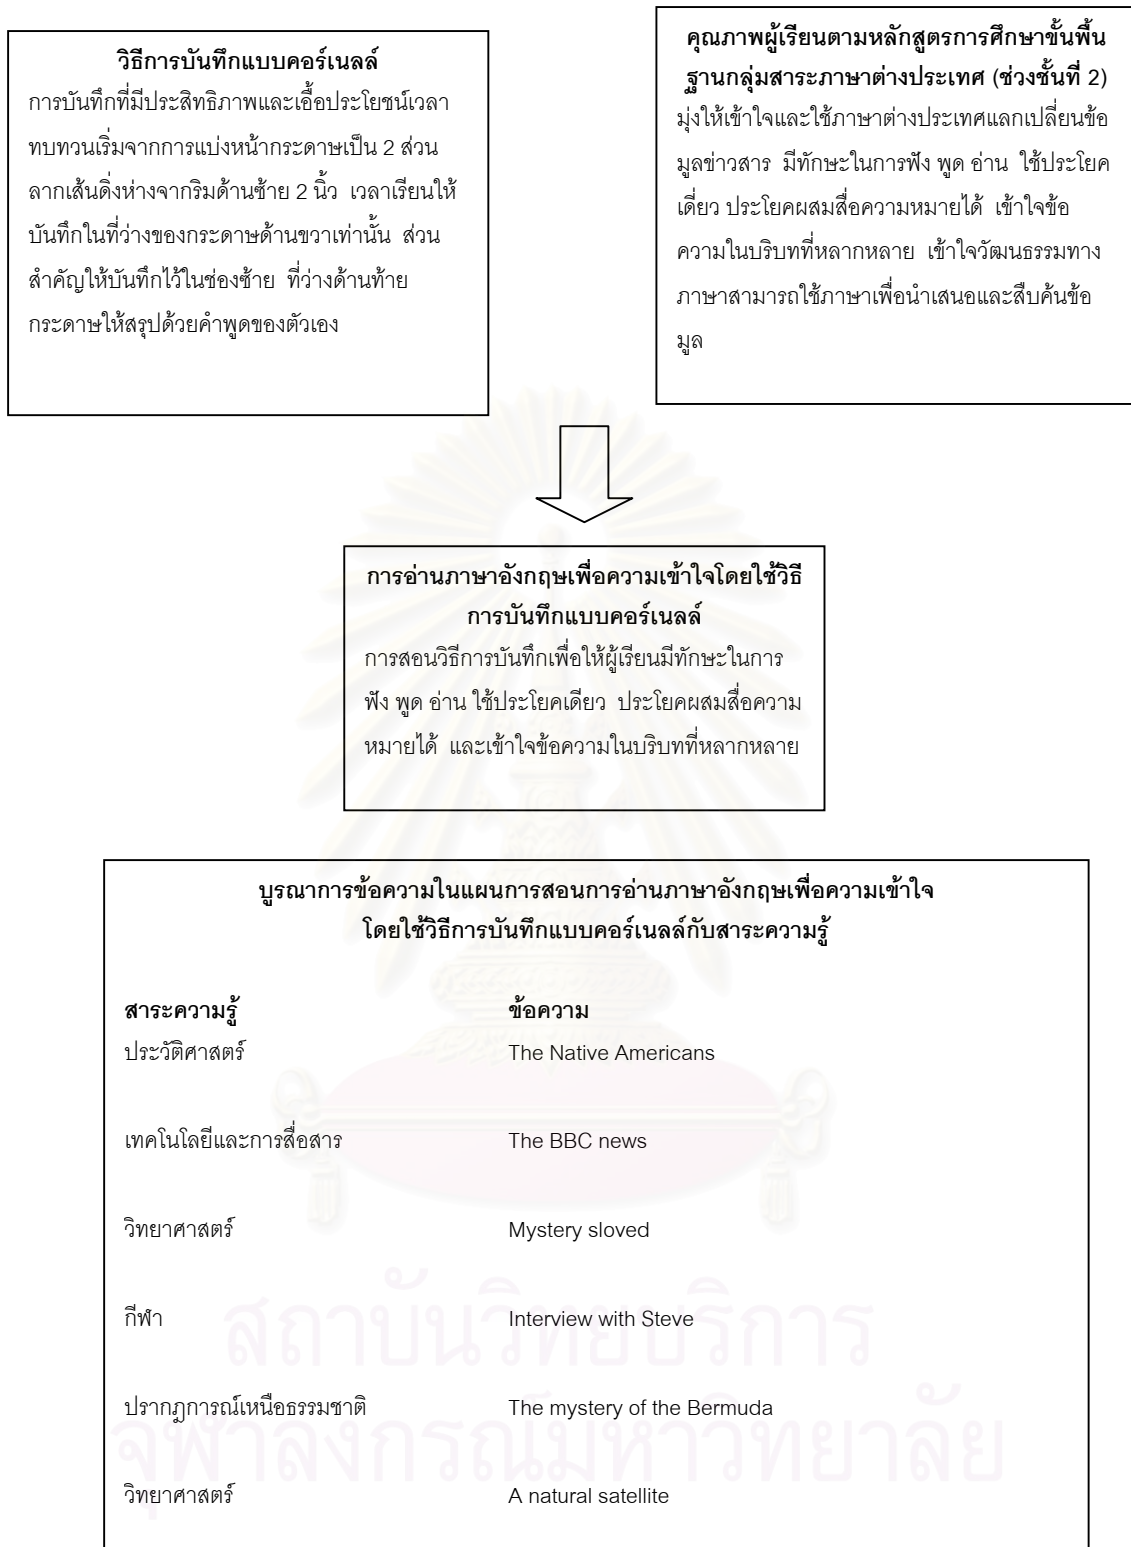 วิธีการบันทึกแบบคอร์เนลล์
การบันทึกที่มีประสิทธิภาพและเอื้อประโยชน์เวลา
ทบทวนเริ่มจากการแบ่งหน้ากระดาษเป็น 2 ส่วน
ลากเส้นดิ่งห่างจากริมด้านซ้าย 2 นิ้ว เวลาเรียนให้
บันทึกในที่ว่างของกระดาษด้านขวาเท่านั้น ส่วน
สำคัญให้บันทึกไว้ในช่องซ้าย ที่ว่างด้านท้าย
กระดาษให้สรุปด้วยคำพูดของตัวเอง
คุณภาพผู้เรียนตามหลักสูตรการศึกษาขั้นพื้น
ฐานกลุ่มสาระภาษาต่างประเทศ (ช่วงชั้นที่ 2)
มุ่งให้เข้าใจและใช้ภาษาต่างประเทศแลกเปลี่ยนข้อ
มูลข่าวสาร มีทักษะในการฟัง พูด อ่าน ใช้ประโยค
เดี่ยว ประโยคผสมสื่อความหมายได้ เข้าใจข้อ
ความในบริบทที่หลากหลาย เข้าใจวัฒนธรรมทาง
ภาษาสามารถใช้ภาษาเพื่อนำเสนอและสืบค้นข้อ
มูล
การอ่านภาษาอังกฤษเพื่อความเข้าใจโดยใช้วิธี
การบันทึกแบบคอร์เนลล์
การสอนวิธีการบันทึกเพื่อให้ผู้เรียนมีทักษะในการ
ฟัง พูด อ่าน ใช้ประโยคเดียว ประโยคผสมสื่อความ
หมายได้ และเข้าใจข้อความในบริบทที่หลากหลาย
บูรณาการข้อความในแผนการสอนการอ่านภาษาอังกฤษเพื่อความเข้าใจ
โดยใช้วิธีการบันทึกแบบคอร์เนลล์กับสาระความรู้
สาระความรู้ ข้อความ
ประวัติศาสตร์ The Native Americans
เทคโนโลยีและการสื่อสาร The BBC news
วิทยาศาสตร์ Mystery sloved
กีฬา Interview with Steve
ปรากฏการณ์เหนือธรรมชาติ The mystery of the Bermuda
วิทยาศาสตร์ A natural satellite
สถาบันวิทยบริการ
จุฬาลงกรณ์มหาวิทยาลัย